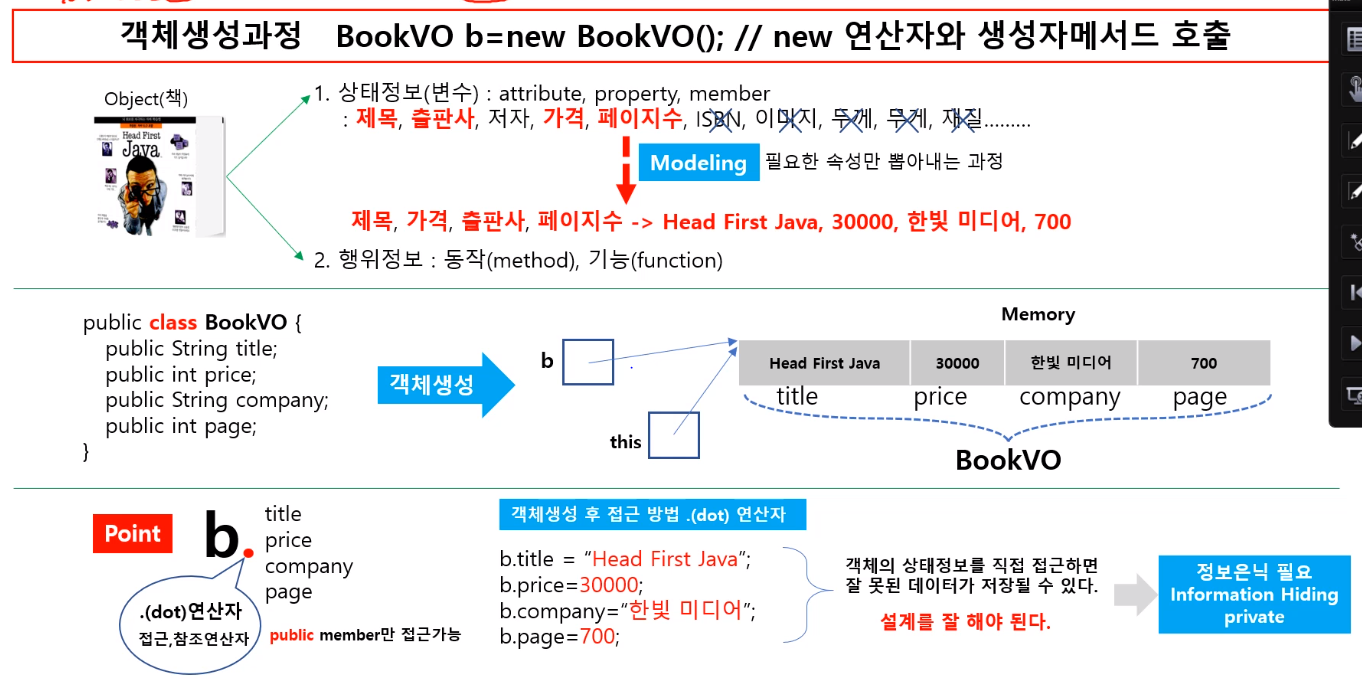 객체생성과정 BookVO b=new BookVO(); // new 연산자와 생성자메서드 호출
Object(책)
Head First
Java
1. 상태정보(변수) : attribute, property, member
: 제목, 출판사, 저자, 가격, 페이지수, ISBN, 이미지, 두께, 무게, 재질.........
Modeling 필요한 속성만 뽑아내는 과정
제목, 가격, 출판사, 페이지수 -> Head First Java, 30000, 한빛 미디어, 700
2. 행위정보 : 동작(method), 기능(function)
public class BookVO {
public String title;
public int price;
public String company;
public int page;
}
객체생성
b
this
Memory
Head First Java 30000 한빛 미디어 700
title price company page
BookVO
Point
b.
title
price
company
page
.(dot)연산자
접근,참조연산자
public member만 접근가능
객체생성 후 접근 방법 .(dot) 연산자
b.title = “Head First Java”;
b.price=30000;
b.company=“한빛 미디어”;
b.page=700;
객체의 상태정보를 직접 접근하면
잘 못된 데이터가 저장될 수 있다.
설계를 잘 해야 된다.
정보은닉 필요
Information Hiding
private